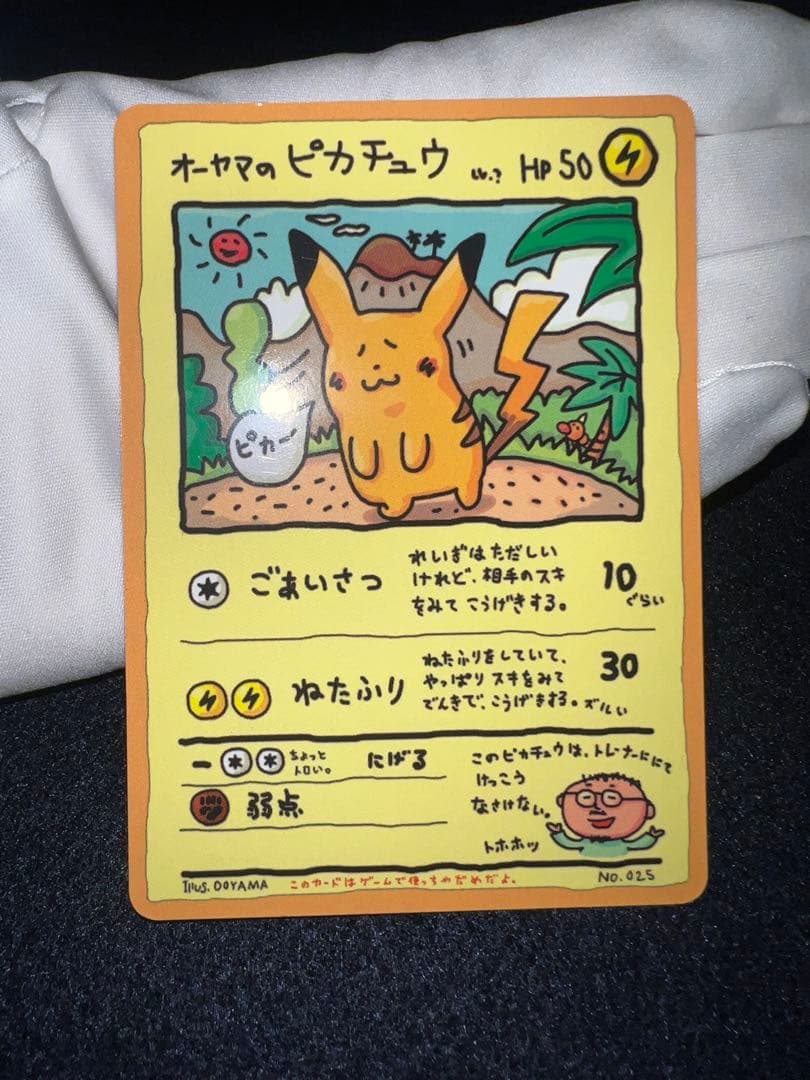 オーヤマの ピカチュウ LV.? HP 50
ピカー
ごあいさつ
れいぎはただしい
けれど、相手のスキ
をみて こうげきする。
10
ぐらい
ねたふり
ねたふりをしていて、
やっぱり スキをみて
でんきで、こうげきする。ズルい
30
ちょっと
トロい。
にげる
弱点
このピカチュウは、トレーナーににて
けっこう
なさけない。
トホホッ
Illus. OOYAMA
このカードはゲームで使っちゃだめだよ。
NO. 025